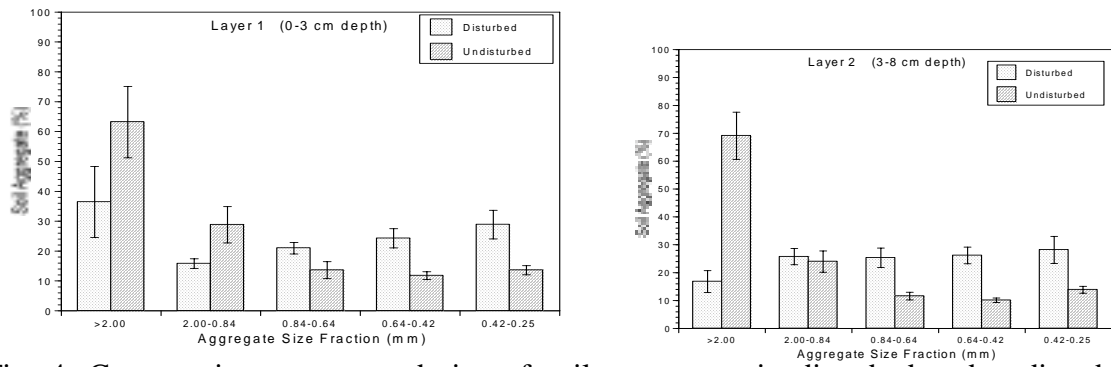 Layer 1 (0-3 cm depth)
Disturbed
Undisturbed
100
90
80
70
60
50
40
30
20
10
0
Soil Aggregate (%)
>2.00 2.00-0.84 0.84-0.64 0.64-0.42 0.42-0.25
Aggregate Size Fraction (mm)
Layer 2 (3-8 cm depth)
Disturbed
Undisturbed
100
90
80
70
60
50
40
30
20
10
0
Soil Aggregate (%)
>2.00 2.00-0.84 0.84-0.64 0.64-0.42 0.42-0.25
Aggregate Size Fraction (mm)